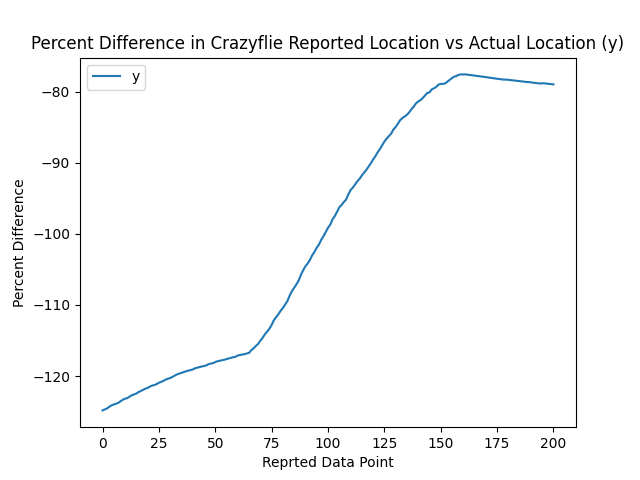 Percent Difference in Crazyflie Reported Location vs Actual Location (y)
y
−80
−90
−100
−110
−120
Percent Difference
0 25 50 75 100 125 150 175 200
Reprted Data Point